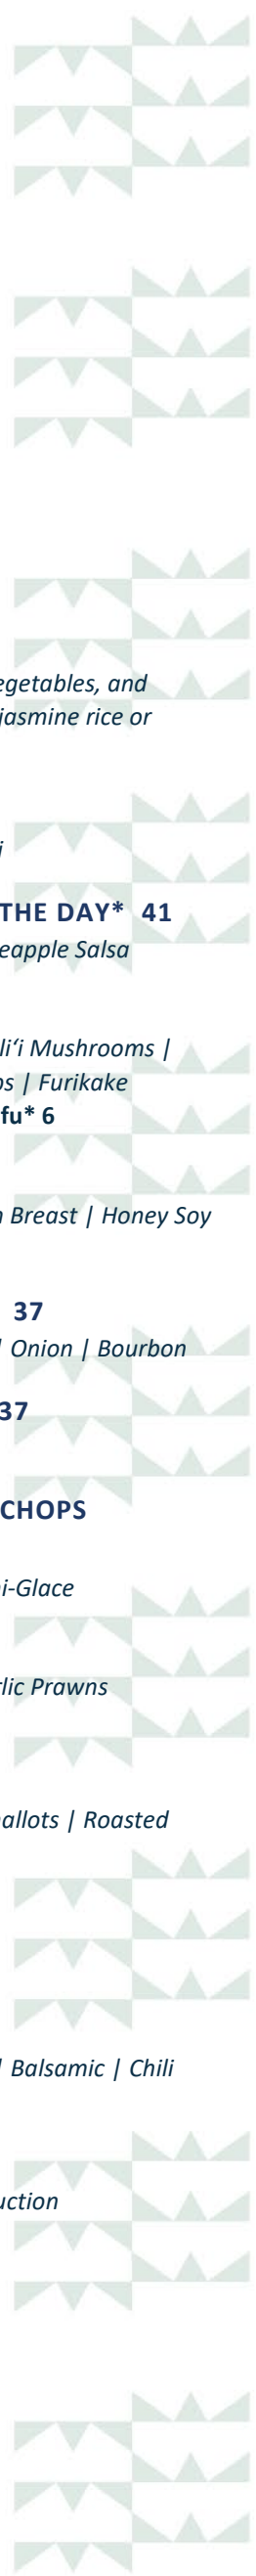 egetables, and
jasmine rice or
i
THE DAY* 41
eapple Salsa
li‘i Mushrooms |
os | Furikake
fu* 6
n Breast | Honey Soy
37
| Onion | Bourbon
37
CHOPS
i-Glace
rlic Prawns
allots | Roasted
| Balsamic | Chili
uction